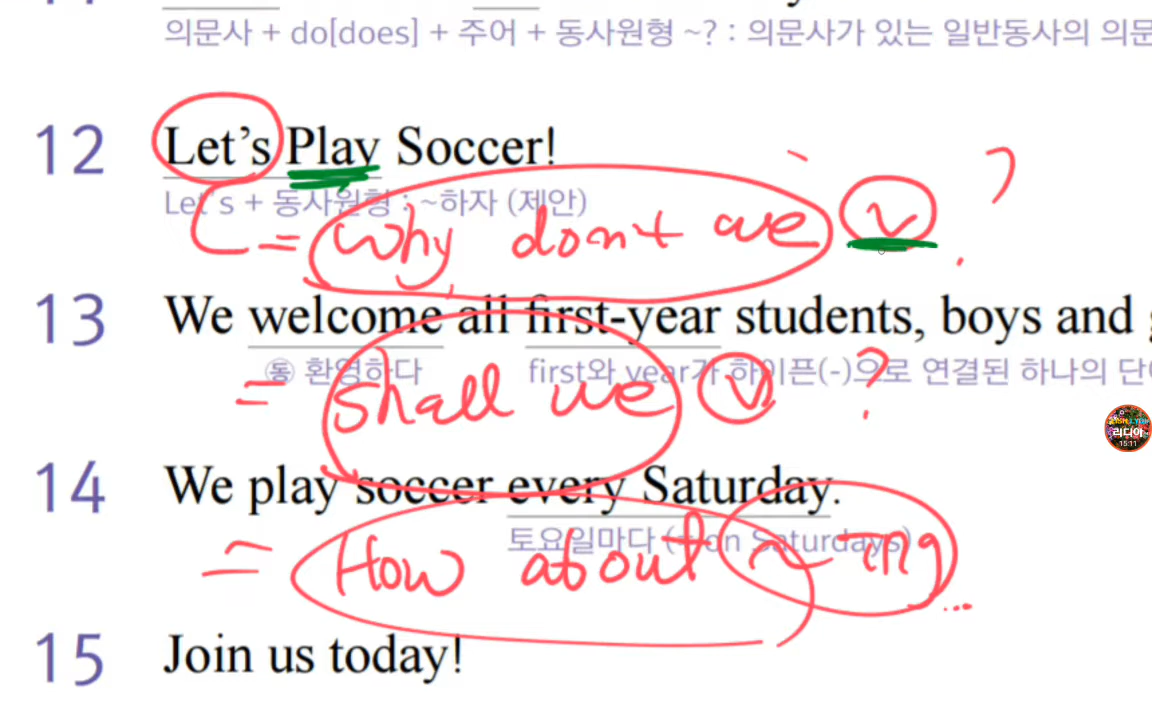 의문사 + do[does] + 주어 + 동사원형 ~? : 의문사가 있는 일반동사의 의문
12 Let's Play Soccer!
Let's + 동사원형 : ~하자 (제안)
= Why don't we v ?
13 We welcome all first-year students, boys and
동 환영하다 first와 year가 하이픈(-)으로 연결된 하나의 단어
= shall we v ?
14 We play soccer every Saturday.
토요일마다 (= on Saturdays)
= How about ~ing...
15 Join us today!
리디아
15:11